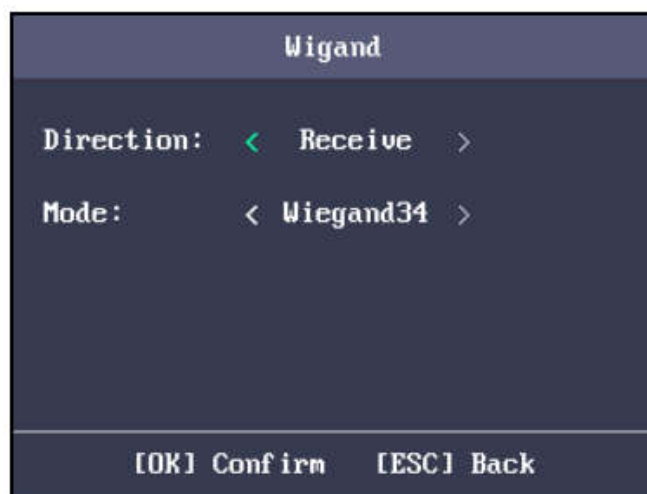 Wigand
Direction: < Receive >
Mode: < Wiegand34 >
[OK] Confirm [ESC] Back